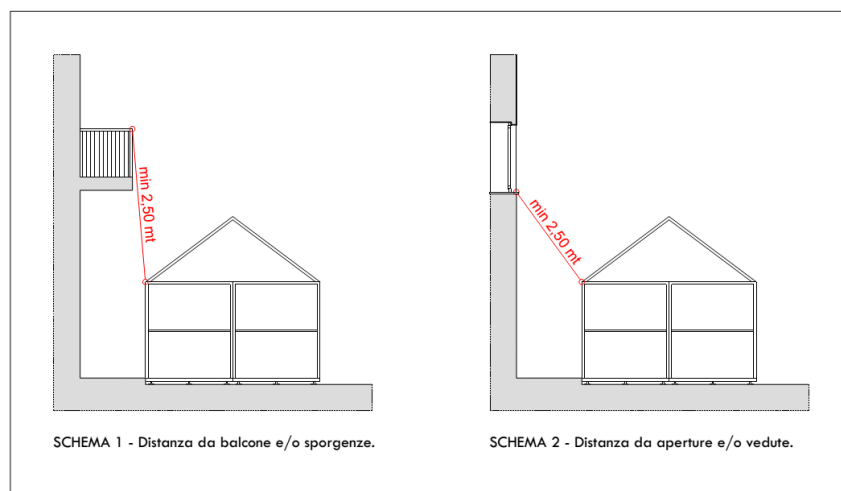 min 2,50 mt
min 2,50 mt
SCHEMA 1 - Distanza da balcone e/o sporgenze.
SCHEMA 2 - Distanza da aperture e/o vedute.